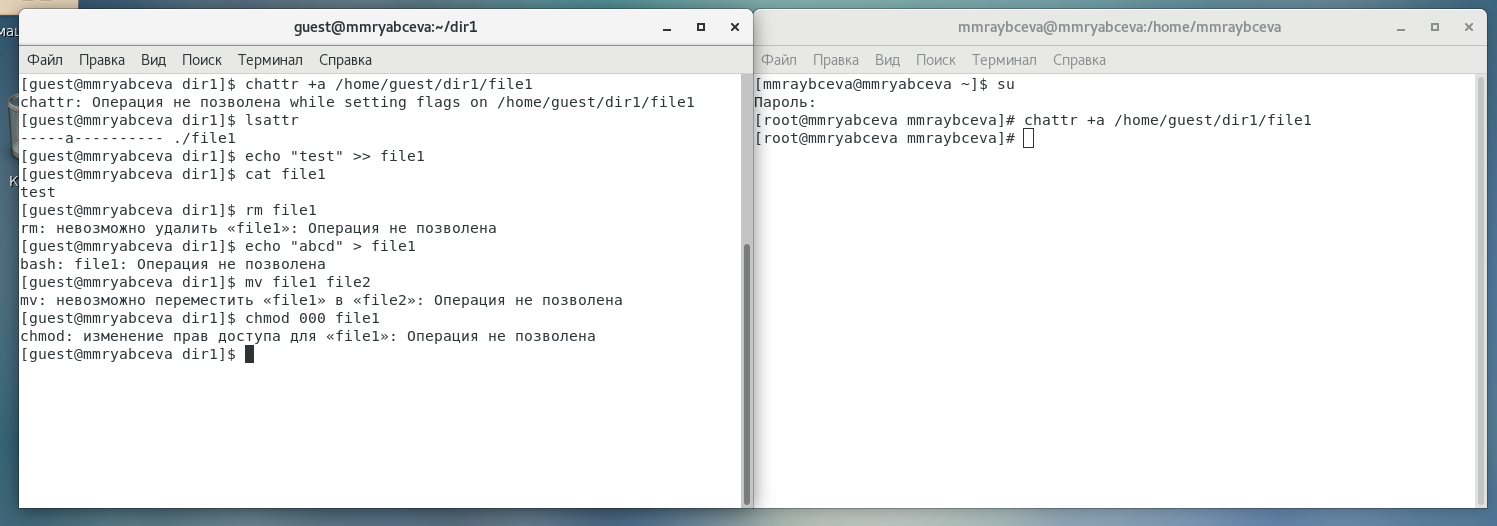 маш
К
guest@mmryabceva:~/dir1
Файл Правка Вид Поиск Терминал Справка
[guest@mmryabceva dir1]$ chattr +a /home/guest/dir1/file1
chattr: Операция не позволена while setting flags on /home/guest/dir1/file1
[guest@mmryabceva dir1]$ lsattr
-----a---------- ./file1
[guest@mmryabceva dir1]$ echo "test" >> file1
[guest@mmryabceva dir1]$ cat file1
test
[guest@mmryabceva dir1]$ rm file1
rm: невозможно удалить «file1»: Операция не позволена
[guest@mmryabceva dir1]$ echo "abcd" > file1
bash: file1: Операция не позволена
[guest@mmryabceva dir1]$ mv file1 file2
mv: невозможно переместить «file1» в «file2»: Операция не позволена
[guest@mmryabceva dir1]$ chmod 000 file1
chmod: изменение прав доступа для «file1»: Операция не позволена
[guest@mmryabceva dir1]$
mmraybceva@mmryabceva:/home/mmraybceva
Файл Правка Вид Поиск Терминал Справка
[mmraybceva@mmryabceva ~]$ su
Пароль:
[root@mmryabceva mmraybceva]# chattr +a /home/guest/dir1/file1
[root@mmryabceva mmraybceva]#